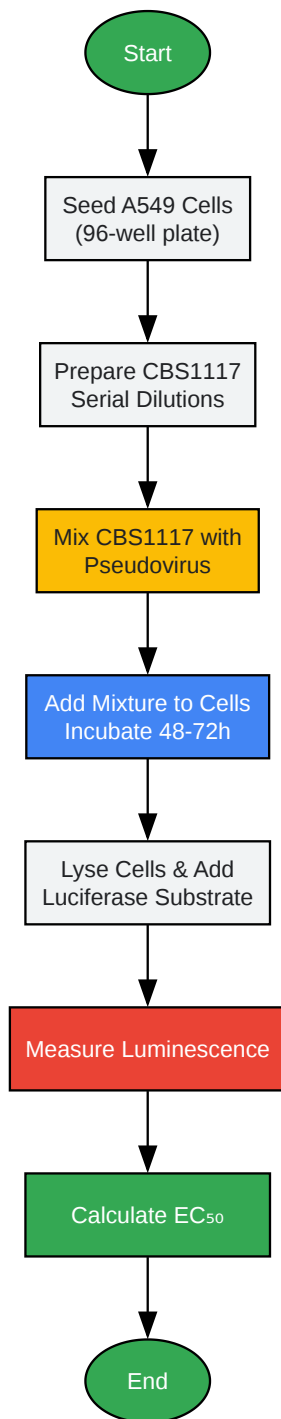 Start
Seed A549 Cells
(96-well plate)
Prepare CBS1117
Serial Dilutions
Mix CBS1117 with
Pseudovirus
Add Mixture to Cells
Incubate 48-72h
Lyse Cells & Add
Luciferase Substrate
Measure Luminescence
Calculate EC₅₀
End